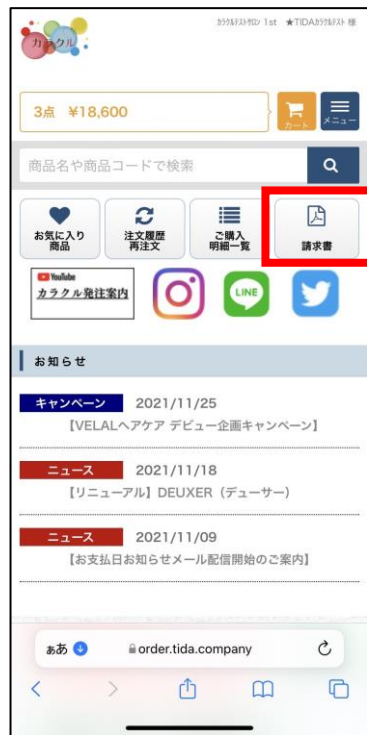 カラクル
ｶﾗｸﾙﾃｽﾄｻﾛﾝ 1st ★TIDAｶﾗｸﾙﾃｽﾄ 様
3点 ¥18,600
カート
メニュー
商品名や商品コードで検索
お気に入り
商品
注文履歴
再注文
ご購入
明細一覧
請求書
YouTube
カラクル発注案内
LINE
お知らせ
キャンペーン 2021/11/25
【VELALヘアケア デビュー企画キャンペーン】
ニュース 2021/11/18
【リニューアル】DEUXER（デューサー）
ニュース 2021/11/09
【お支払日お知らせメール配信開始のご案内】
ぁあ order.tida.company